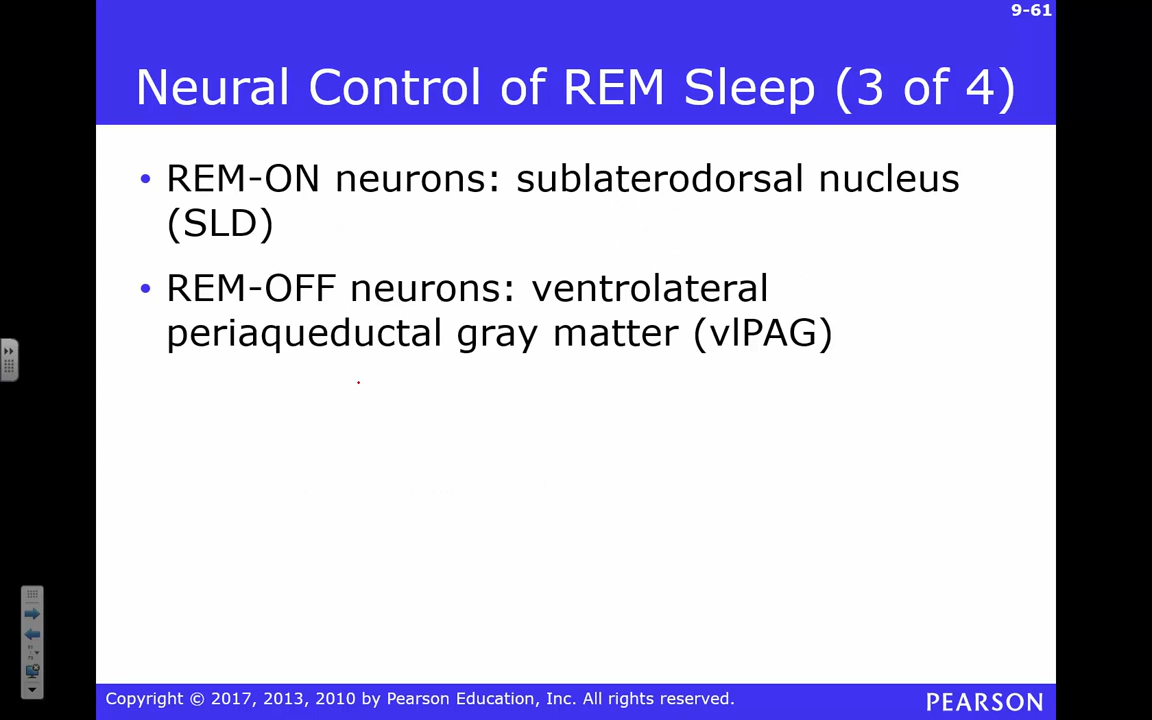 9-61
Neural Control of REM Sleep (3 of 4)
• REM-ON neurons: sublaterodorsal nucleus
(SLD)
• REM-OFF neurons: ventrolateral
periaqueductal gray matter (vlPAG)
Copyright © 2017, 2013, 2010 by Pearson Education, Inc. All rights reserved.
PEARSON